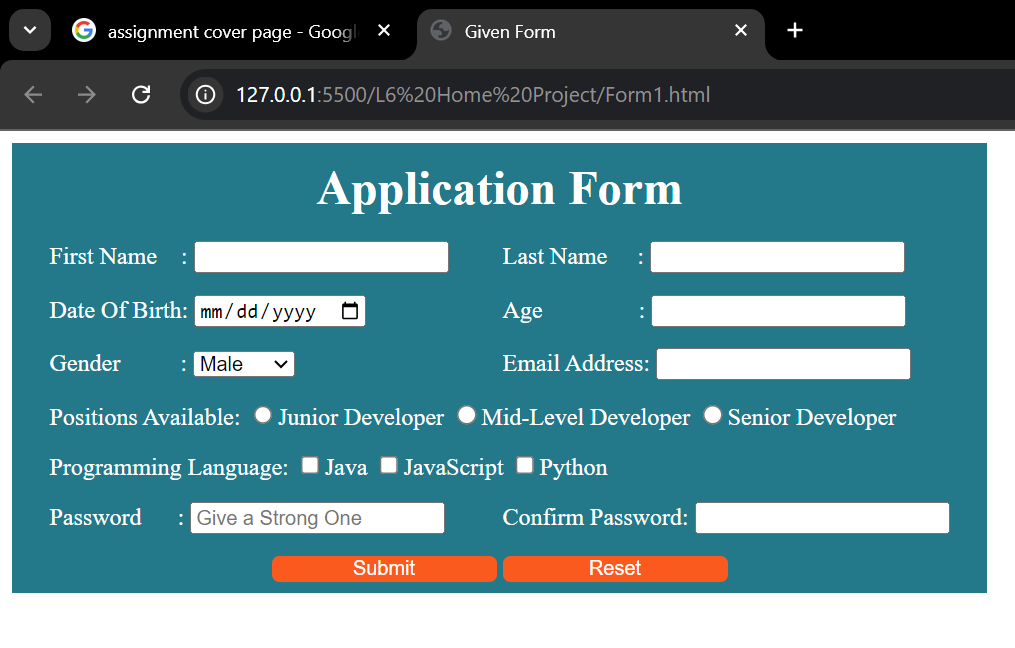 assignment cover page - Googl
Given Form
127.0.0.1:5500/L6%20Home%20Project/Form1.html
Application Form
First Name : Last Name :
Date Of Birth: mm/dd/yyyy Age :
Gender : Male Email Address:
Positions Available: Junior Developer Mid-Level Developer Senior Developer
Programming Language: Java JavaScript Python
Password : Give a Strong One Confirm Password:
Submit Reset